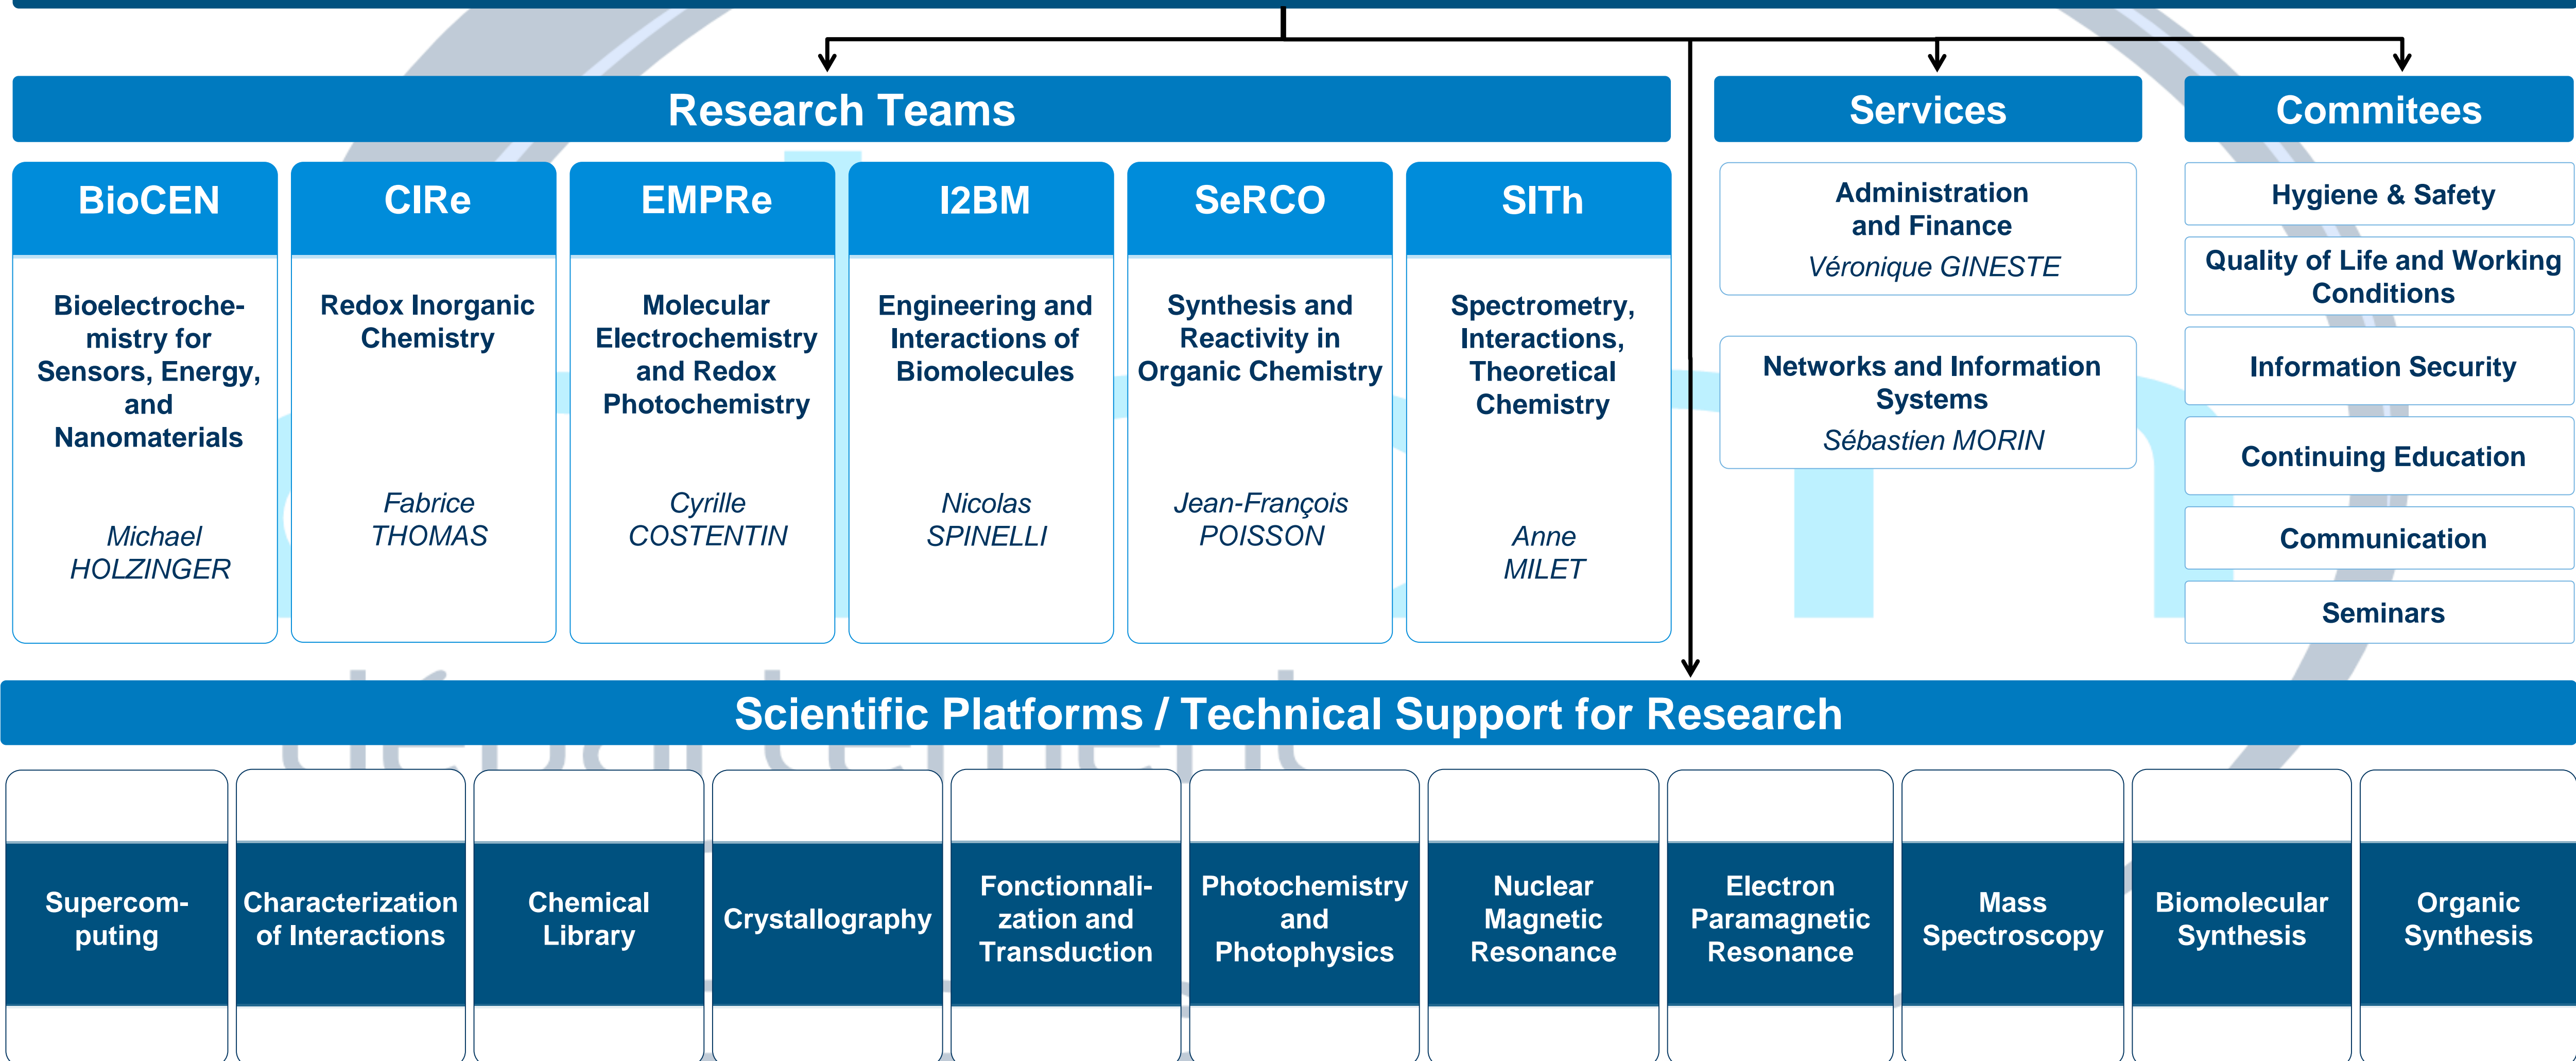 Research Teams
Services
Commitees
BioCEN
Bioelectroche-
mistry for
Sensors, Energy,
and
Nanomaterials
Michael
HOLZINGER
CIRe
Redox Inorganic
Chemistry
Fabrice
THOMAS
EMPRe
Molecular
Electrochemistry
and Redox
Photochemistry
Cyrille
COSTENTIN
I2BM
Engineering and
Interactions of
Biomolecules
Nicolas
SPINELLI
SeRCO
Synthesis and
Reactivity in
Organic Chemistry
Jean-François
POISSON
SITh
Spectrometry,
Interactions,
Theoretical
Chemistry
Anne
MILET
Administration
and Finance
Véronique GINESTE
Networks and Information
Systems
Sébastien MORIN
Hygiene & Safety
Quality of Life and Working
Conditions
Information Security
Continuing Education
Communication
Seminars
département
Scientific Platforms / Technical Support for Research
Supercom-
puting
Characterization
of Interactions
Chemical
Library
Crystallography
Fonctionnali-
zation and
Transduction
Photochemistry
and
Photophysics
Nuclear
Magnetic
Resonance
Electron
Paramagnetic
Resonance
Mass
Spectroscopy
Biomolecular
Synthesis
Organic
Synthesis